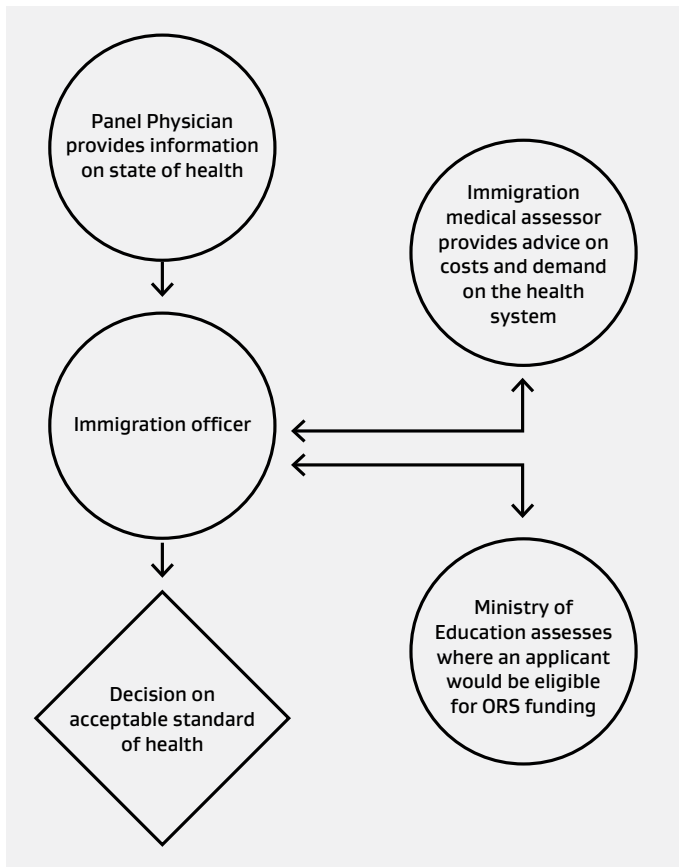 Panel Physician
provides information
on state of health
Immigration
medical assessor
provides advice on
costs and demand
on the health
system
Immigration officer
Ministry of
Education assesses
where an applicant
would be eligible
for ORS funding
Decision on
acceptable standard
of health